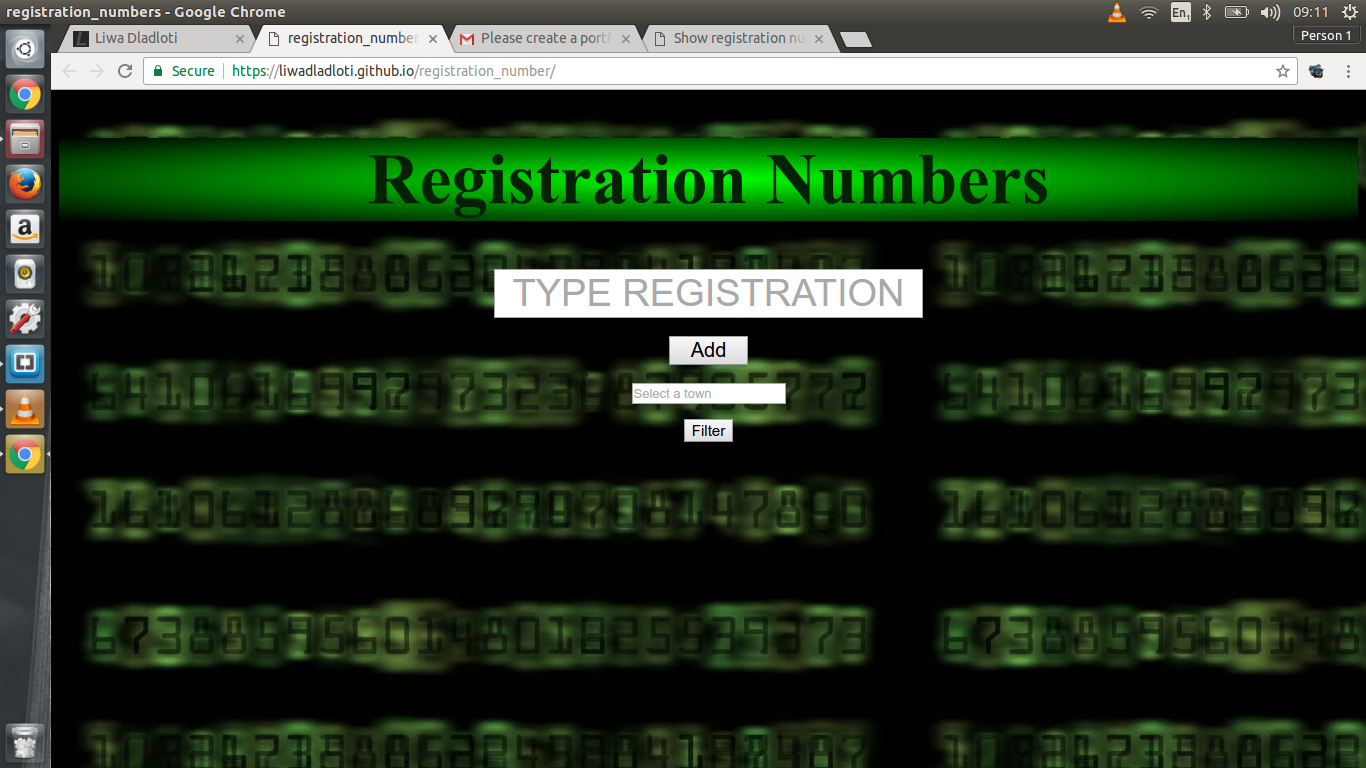 registration_numbers - Google Chrome
En1
09:11
Liwa Dladloti
registration_number
Please create a portf
Show registration nu
Person 1
Secure
https://liwadladloti.github.io/registration_number/
Registration Numbers
TYPE REGISTRATION
Add
Select a town
Filter